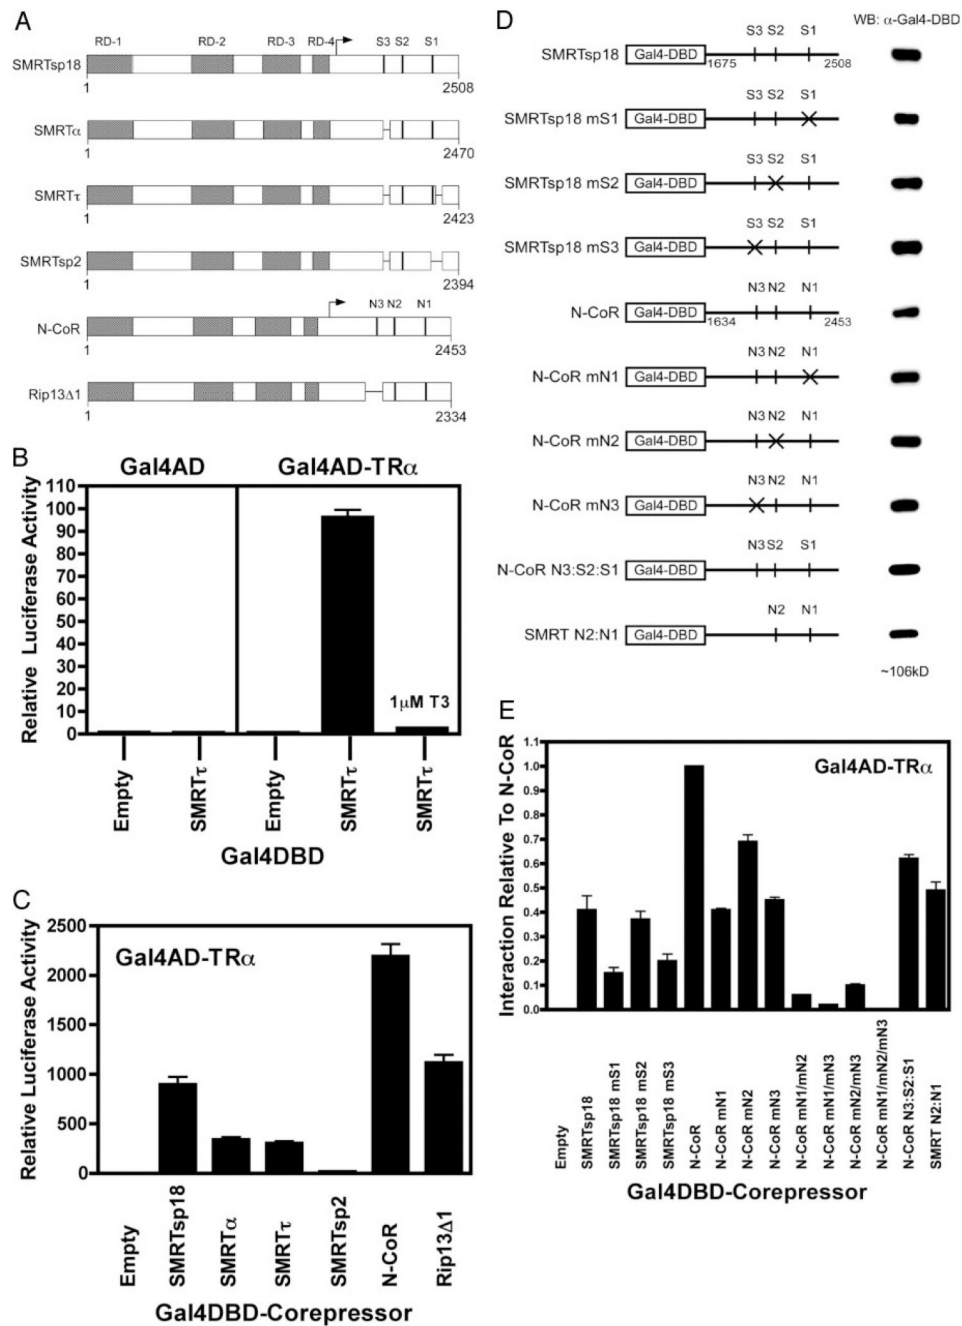 A
RD-1 RD-2 RD-3 RD-4 S3 S2 S1
SMRTsp18
1 2508
SMRTα
1 2470
SMRTτ
1 2423
SMRTsp2
1 2394
N3 N2 N1
N-CoR
1 2453
Rip13Δ1
1 2334
B
Gal4AD Gal4AD-TRα
Relative Luciferase Activity
110
100
90
80
70
60
50
40
30
20
10
0
1μM T3
Empty
SMRTτ
Empty
SMRTτ
SMRTτ
Gal4DBD
C
Relative Luciferase Activity
2500
2000
1500
1000
500
0
Gal4AD-TRα
Empty
SMRTsp18
SMRTα
SMRTτ
SMRTsp2
N-CoR
Rip13Δ1
Gal4DBD-Corepressor
D
WB: α-Gal4-DBD
S3 S2 S1
SMRTsp18 Gal4-DBD 1675 2508
S3 S2 S1
SMRTsp18 mS1 Gal4-DBD
S3 S2 S1
SMRTsp18 mS2 Gal4-DBD
S3 S2 S1
SMRTsp18 mS3 Gal4-DBD
N3 N2 N1
N-CoR Gal4-DBD 1634 2453
N3 N2 N1
N-CoR mN1 Gal4-DBD
N3 N2 N1
N-CoR mN2 Gal4-DBD
N3 N2 N1
N-CoR mN3 Gal4-DBD
N3 S2 S1
N-CoR N3:S2:S1 Gal4-DBD
N2 N1
SMRT N2:N1 Gal4-DBD
~106kD
E
Interaction Relative To N-CoR
1.1
1.0
0.9
0.8
0.7
0.6
0.5
0.4
0.3
0.2
0.1
0.0
Gal4AD-TRα
Empty
SMRTsp18
SMRTsp18 mS1
SMRTsp18 mS2
SMRTsp18 mS3
N-CoR
N-CoR mN1
N-CoR mN2
N-CoR mN3
N-CoR mN1/mN2
N-CoR mN1/mN3
N-CoR mN2/mN3
N-CoR mN1/mN2/mN3
N-CoR N3:S2:S1
SMRT N2:N1
Gal4DBD-Corepressor